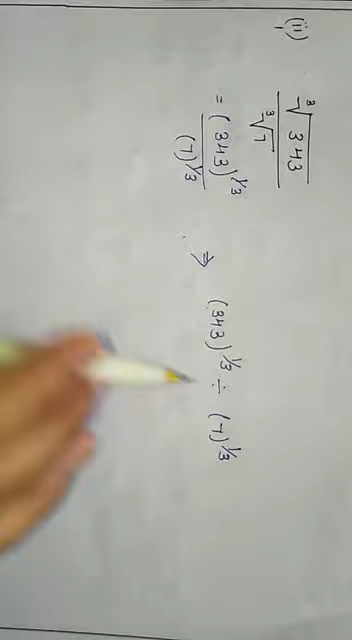 (ii)
∛343 / ∛7
= (343)^1/3 / (7)^1/3 ⇒ (343)^1/3 ÷ (7)^1/3